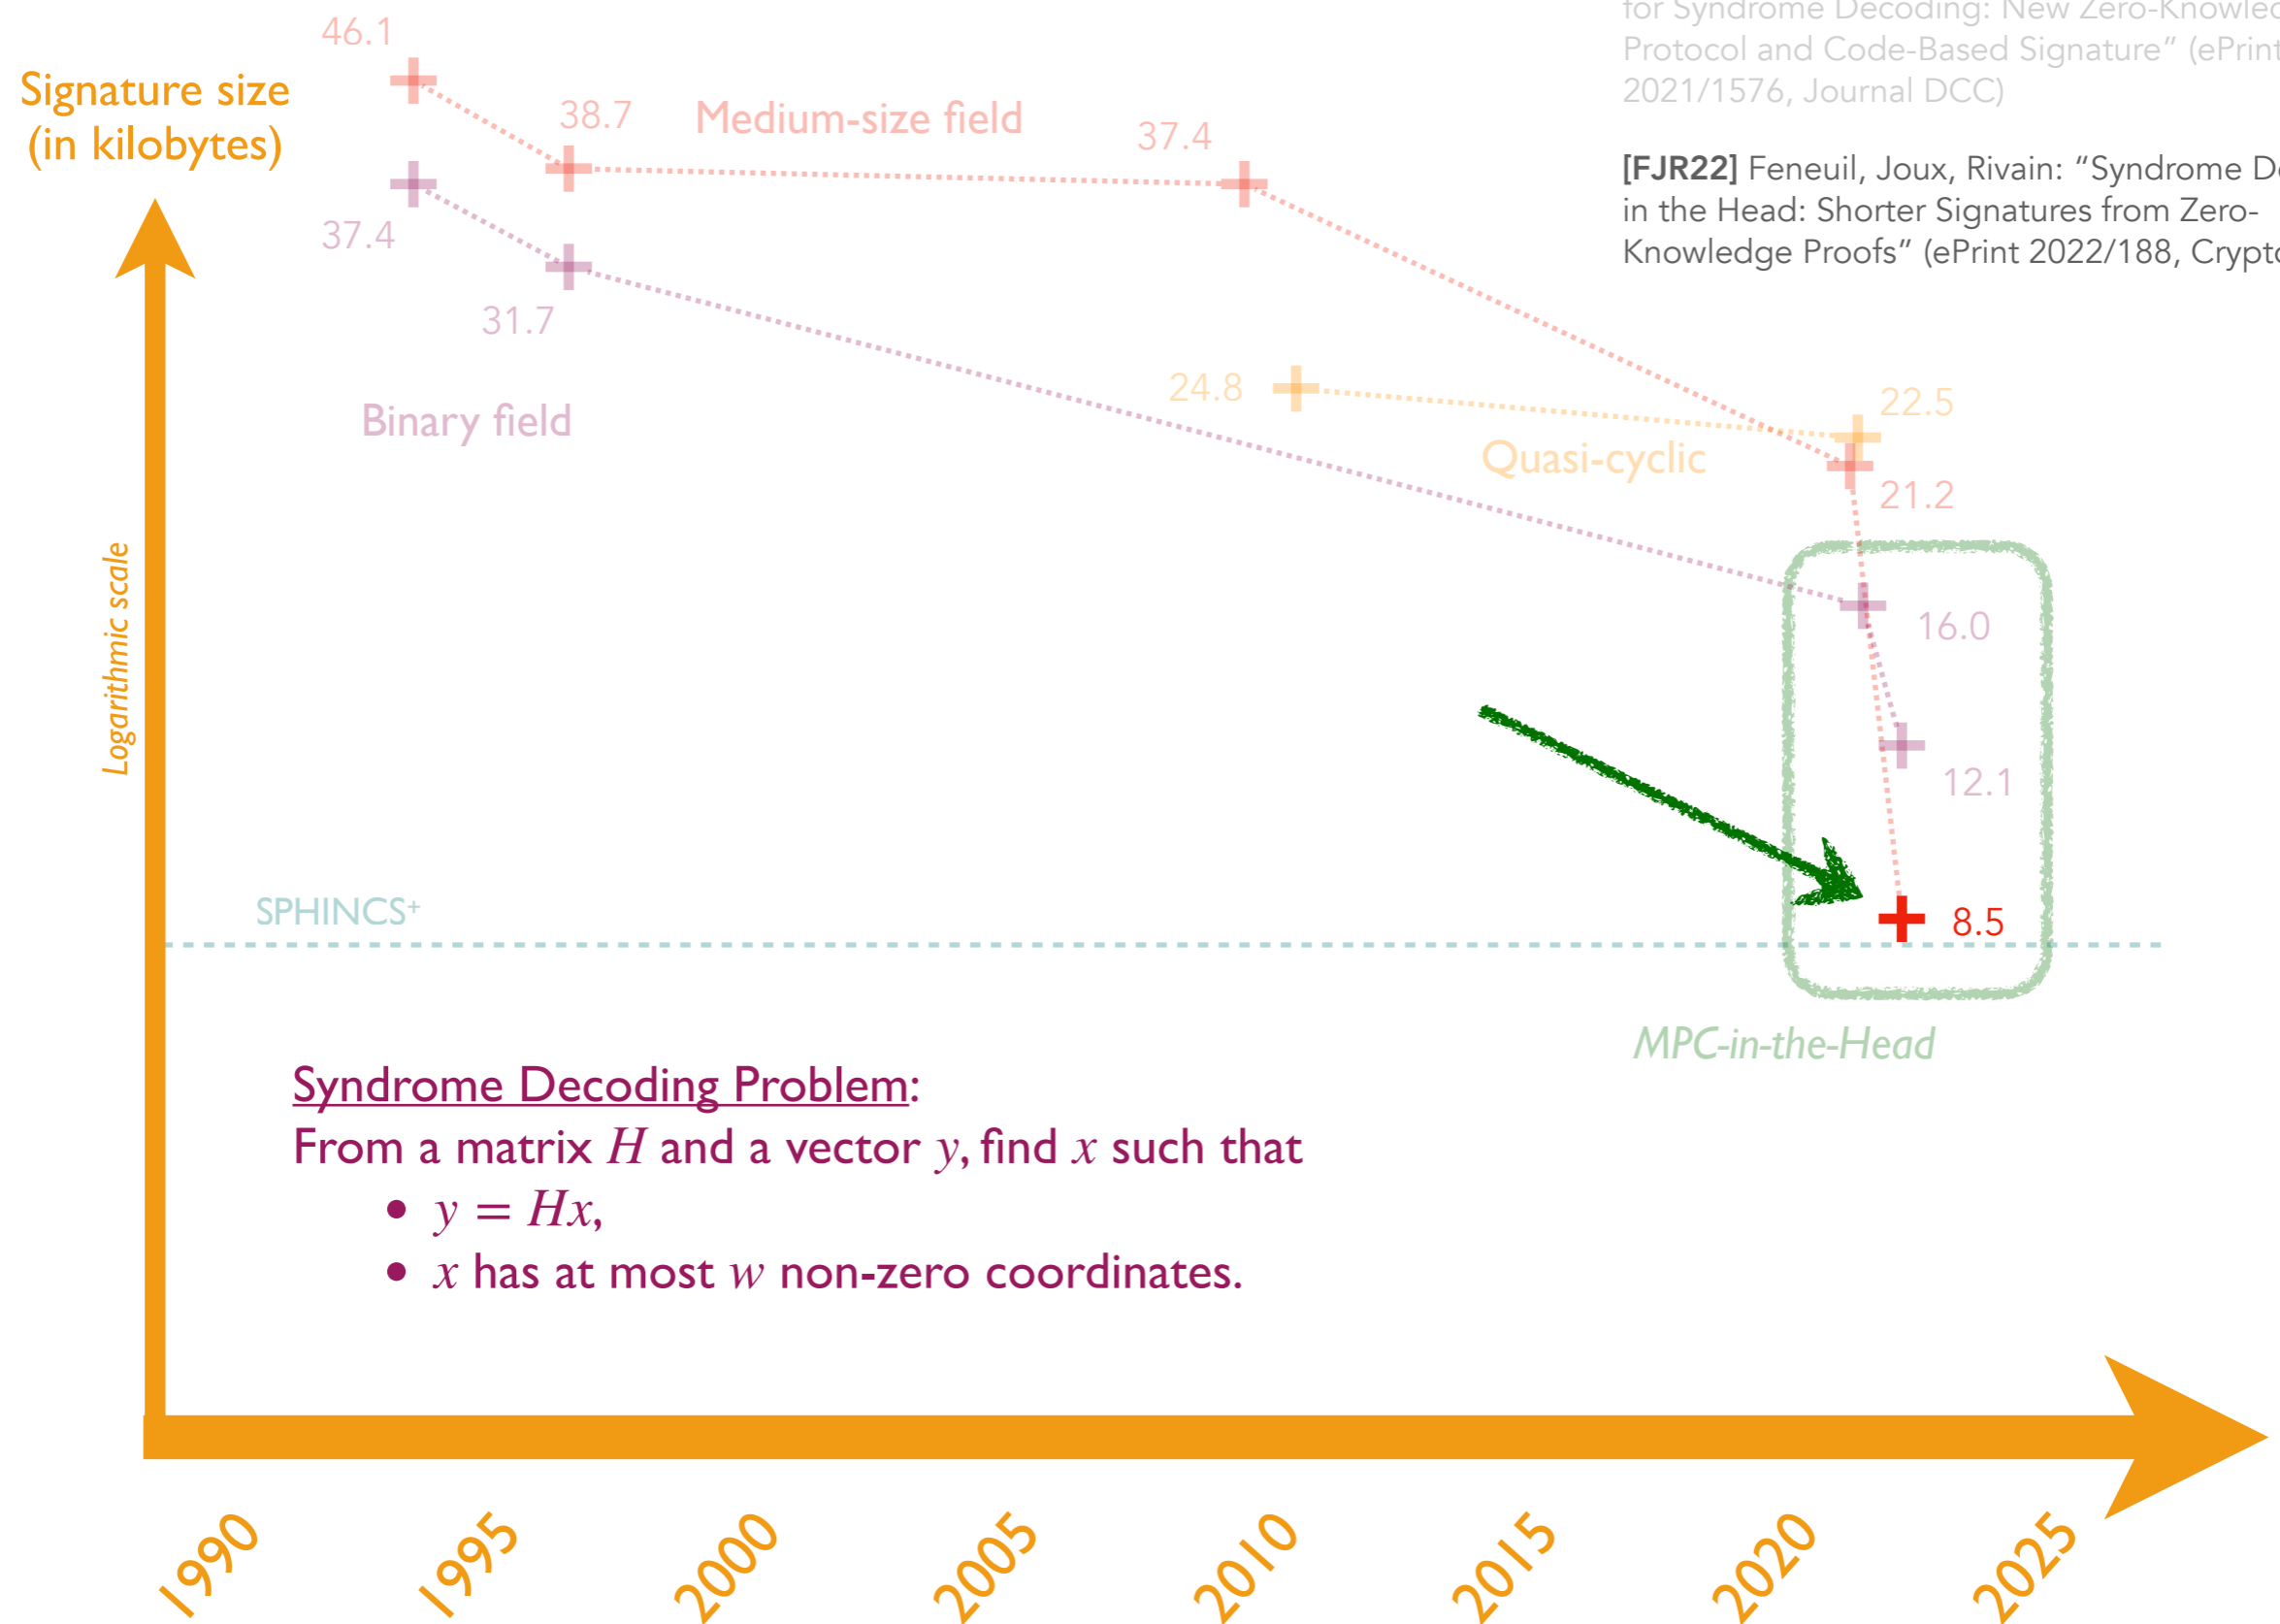 for Syndrome Decoding: New Zero-Knowled
Protocol and Code-Based Signature” (ePrint
2021/1576, Journal DCC)
[FJR22] Feneuil, Joux, Rivain: “Syndrome De
in the Head: Shorter Signatures from Zero-
Knowledge Proofs” (ePrint 2022/188, Crypto
Signature size
(in kilobytes)
Logarithmic scale
46.1
38.7
Medium-size field
37.4
37.4
31.7
Binary field
24.8
Quasi-cyclic
22.5
21.2
16.0
12.1
8.5
SPHINCS+
MPC-in-the-Head
Syndrome Decoding Problem:
From a matrix H and a vector y, find x such that
• y = Hx,
• x has at most w non-zero coordinates.
1990
1995
2000
2005
2010
2015
2020
2025